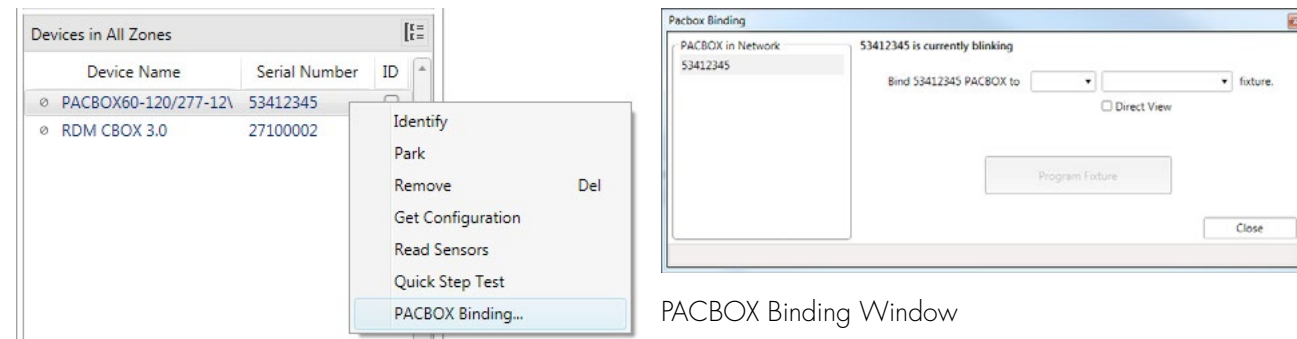 Devices in All Zones
Device Name Serial Number ID
PACBOX60-120/277-12\ 53412345
RDM CBOX 3.0 27100002
Identify
Park
Remove Del
Get Configuration
Read Sensors
Quick Step Test
PACBOX Binding...
Pacbox Binding
PACBOX in Network
53412345
53412345 is currently blinking
Bind 53412345 PACBOX to fixture.
Direct View
Program Fixture
Close
PACBOX Binding Window